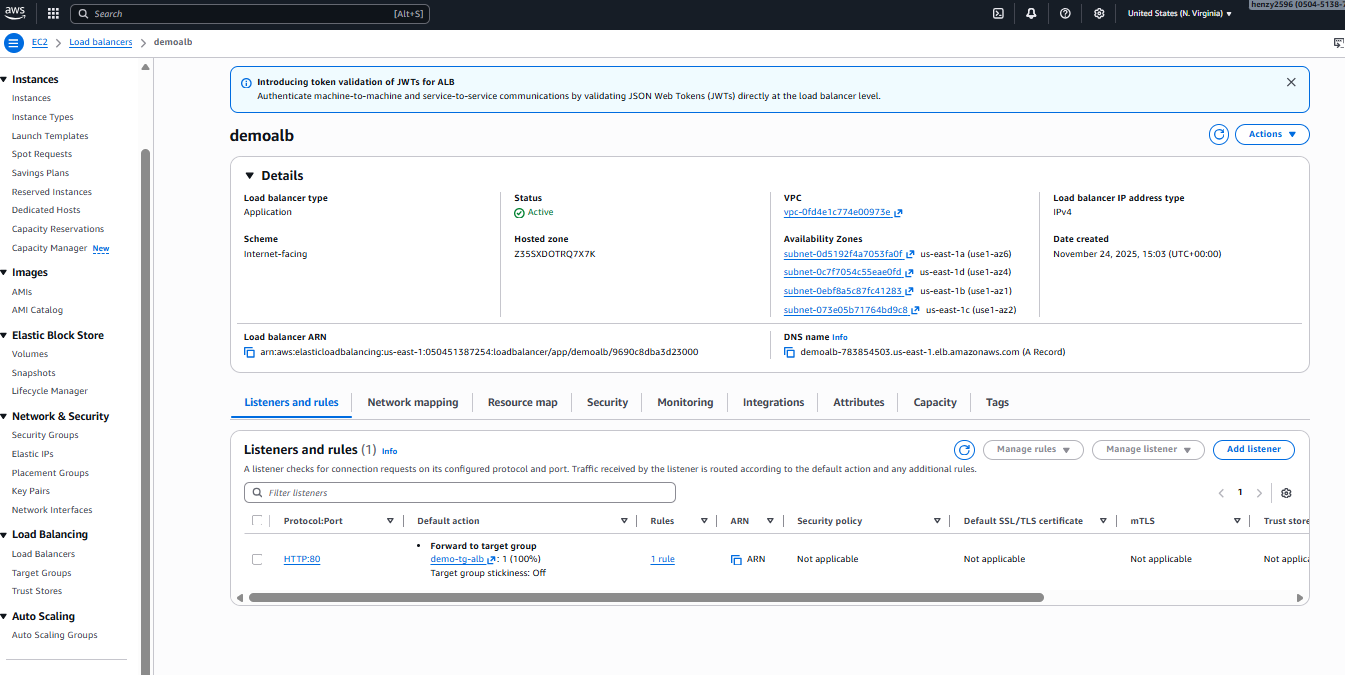 aws
Search [Alt+S]
United States (N. Virginia)
henzy2596 (0504-5138-7
EC2 Load balancers demoalb
Instances
Instances
Instance Types
Launch Templates
Spot Requests
Savings Plans
Reserved Instances
Dedicated Hosts
Capacity Reservations
Capacity Manager New
Images
AMIs
AMI Catalog
Elastic Block Store
Volumes
Snapshots
Lifecycle Manager
Network & Security
Security Groups
Elastic IPs
Placement Groups
Key Pairs
Network Interfaces
Load Balancing
Load Balancers
Target Groups
Trust Stores
Auto Scaling
Auto Scaling Groups
Introducing token validation of JWTs for ALB
Authenticate machine-to-machine and service-to-service communications by validating JSON Web Tokens (JWTs) directly at the load balancer level.
demoalb
Actions
Details
Load balancer type
Application
Scheme
Internet-facing
Status
Active
Hosted zone
Z35SXDOTRQ7X7K
VPC
vpc-0fd4e1c774e00973e
Availability Zones
subnet-0d5192f4a7053fa0f us-east-1a (use1-az6)
subnet-0c7f7054c55eae0fd us-east-1d (use1-az4)
subnet-0ebf8a5c87fc41283 us-east-1b (use1-az1)
subnet-073e05b71764bd9c8 us-east-1c (use1-az2)
Load balancer IP address type
IPv4
Date created
November 24, 2025, 15:03 (UTC+00:00)
Load balancer ARN
arn:aws:elasticloadbalancing:us-east-1:050451387254:loadbalancer/app/demoalb/9690c8dba3d23000
DNS name Info
demoalb-783854503.us-east-1.elb.amazonaws.com (A Record)
Listeners and rules Network mapping Resource map Security Monitoring Integrations Attributes Capacity Tags
Listeners and rules (1) Info
Manage rules Manage listener Add listener
A listener checks for connection requests on its configured protocol and port. Traffic received by the listener is routed according to the default action and any additional rules.
Filter listeners
1
Protocol:Port Default action Rules ARN Security policy Default SSL/TLS certificate mTLS Trust store
HTTP:80
• Forward to target group
demo-tg-alb : 1 (100%)
Target group stickiness: Off
1 rule ARN Not applicable Not applicable Not applicable Not applica